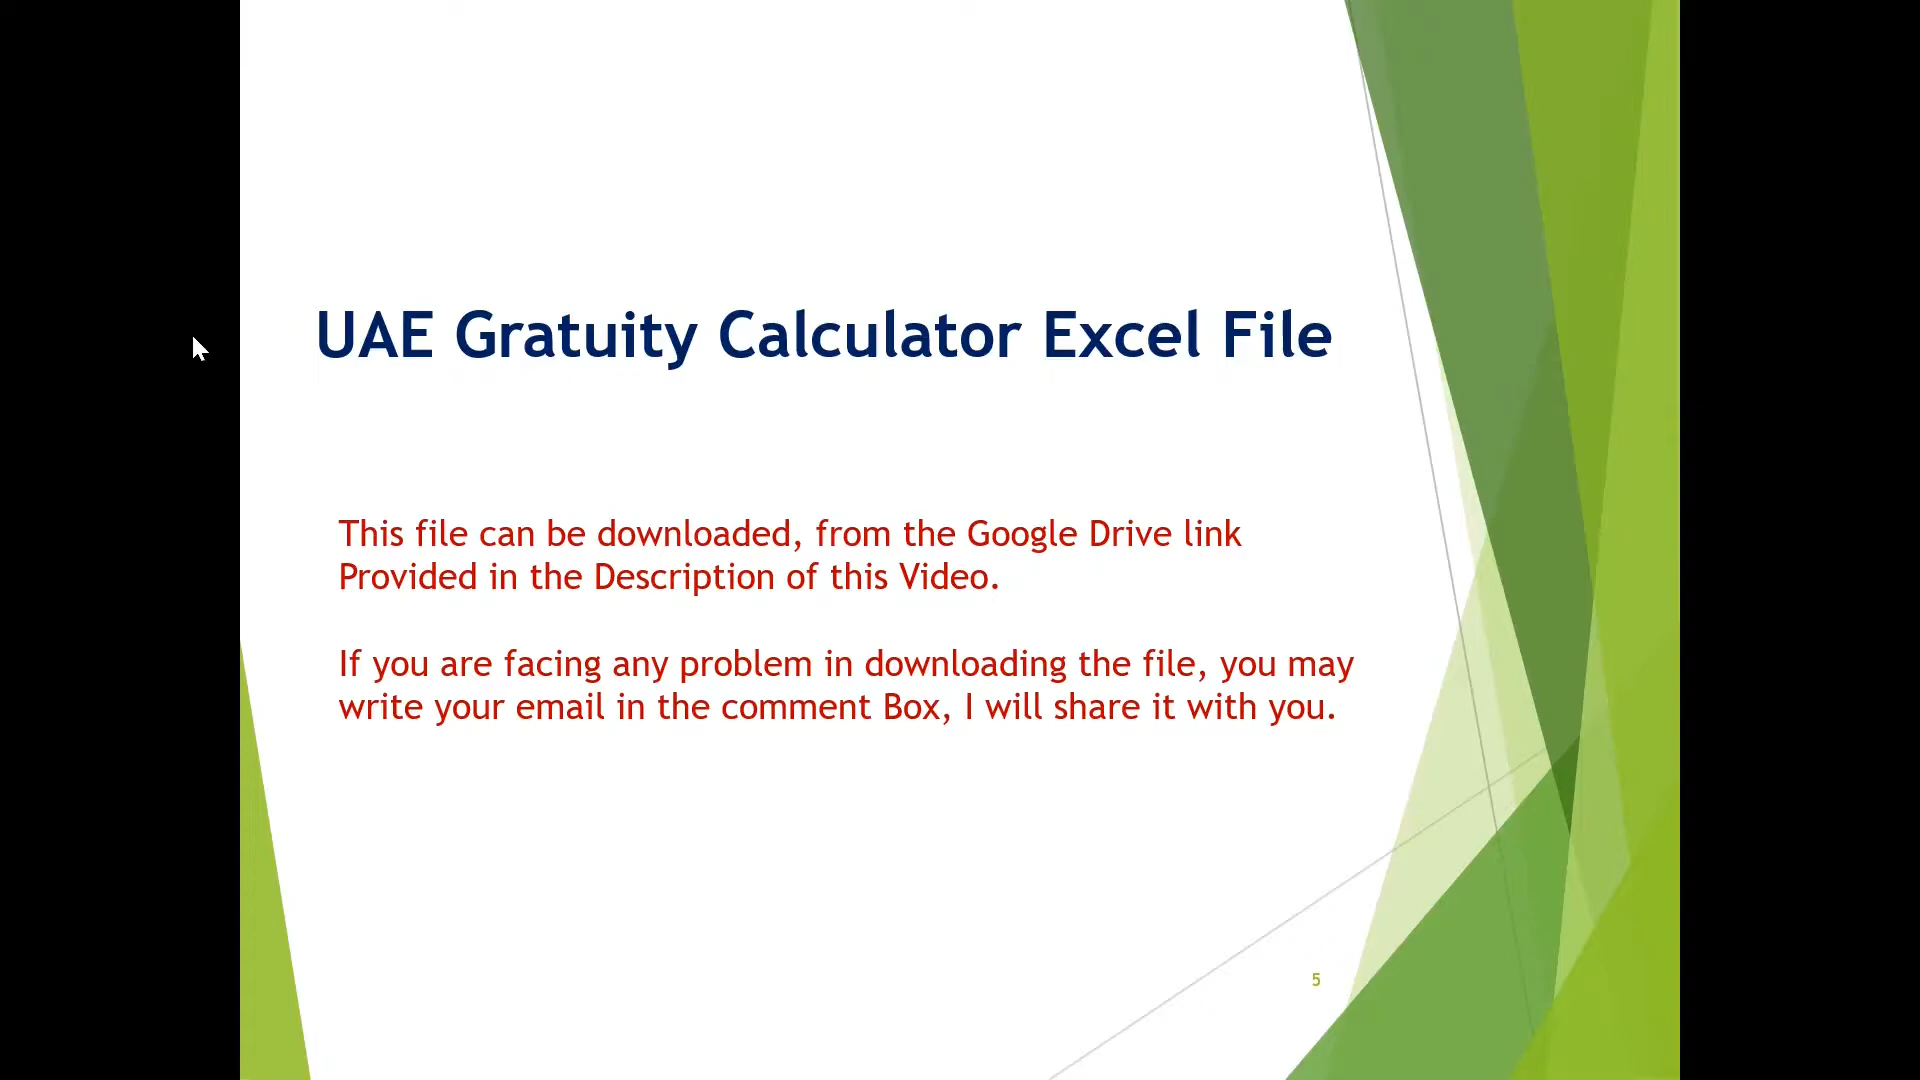 UAE Gratuity Calculator Excel File
This file can be downloaded, from the Google Drive link
Provided in the Description of this Video.
If you are facing any problem in downloading the file, you may
write your email in the comment Box, I will share it with you.
5